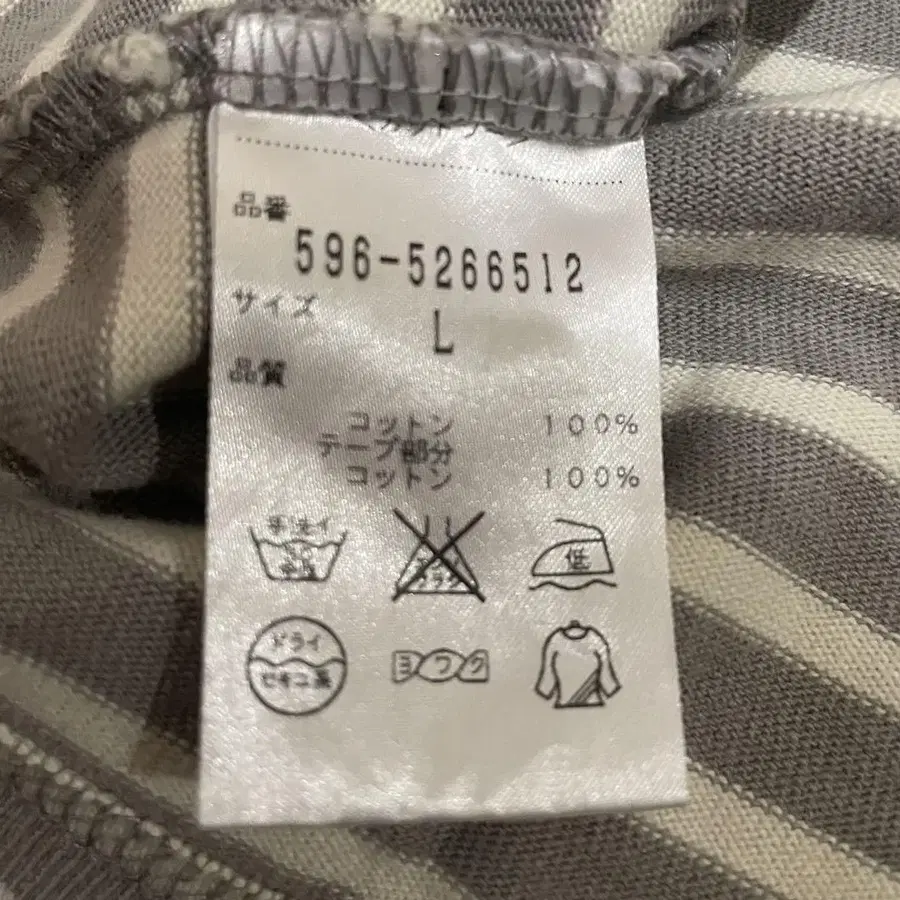 品番
596-5266512
サイズ
L
品質
コットン 100%
テープ部分
コットン 100%
手洗イ
30
中性
エンソサラシ
低
ドライ
セキユ系
ヨワク